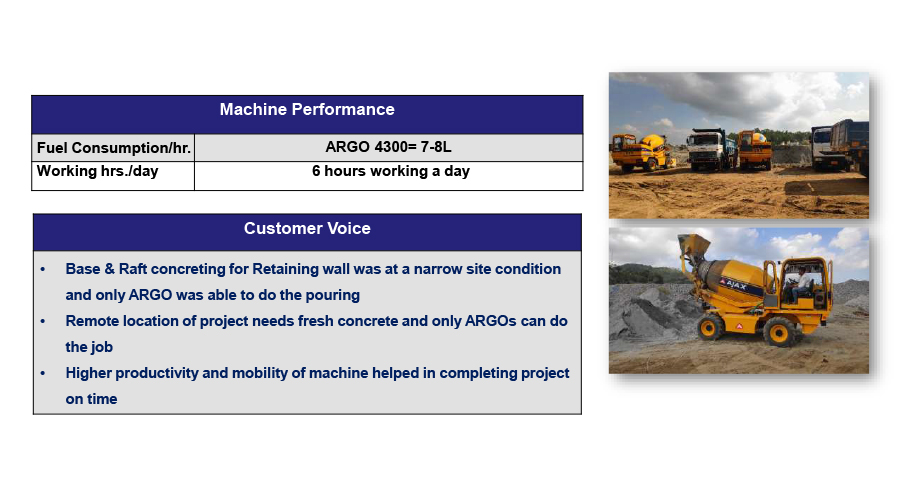 Machine Performance
Fuel Consumption/hr. ARGO 4300= 7-8L
Working hrs./day 6 hours working a day
Customer Voice
• Base & Raft concreting for Retaining wall was at a narrow site condition
and only ARGO was able to do the pouring
• Remote location of project needs fresh concrete and only ARGOs can do
the job
• Higher productivity and mobility of machine helped in completing project
on time
AJAX